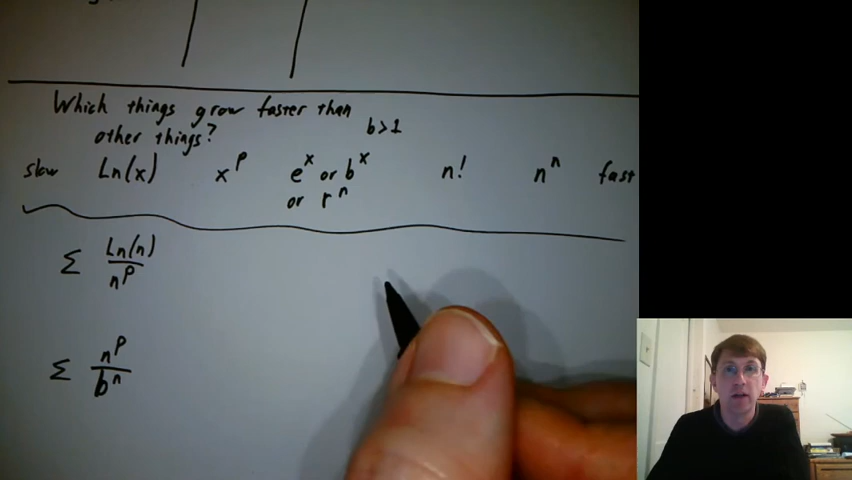 Which things grow faster than
other things?
b>1
slow Ln(x) x^p e^x or b^x n! n^n fast
or r^n
Σ Ln(n)/n^p
Σ n^p/b^n